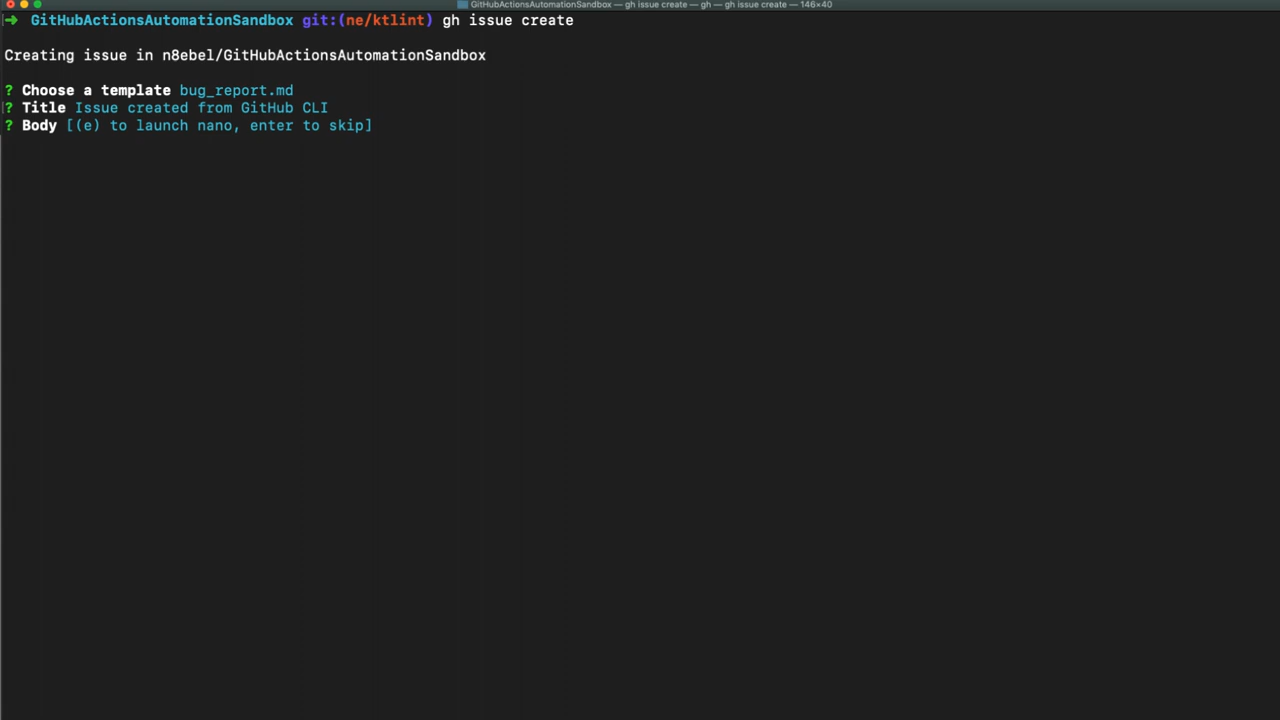 GitHubActionsAutomationSandbox — gh issue create — gh — gh issue create — 146×40
➜ GitHubActionsAutomationSandbox git:(ne/ktlint) gh issue create
Creating issue in n8ebel/GitHubActionsAutomationSandbox
? Choose a template bug_report.md
? Title Issue created from GitHub CLI
? Body [(e) to launch nano, enter to skip]